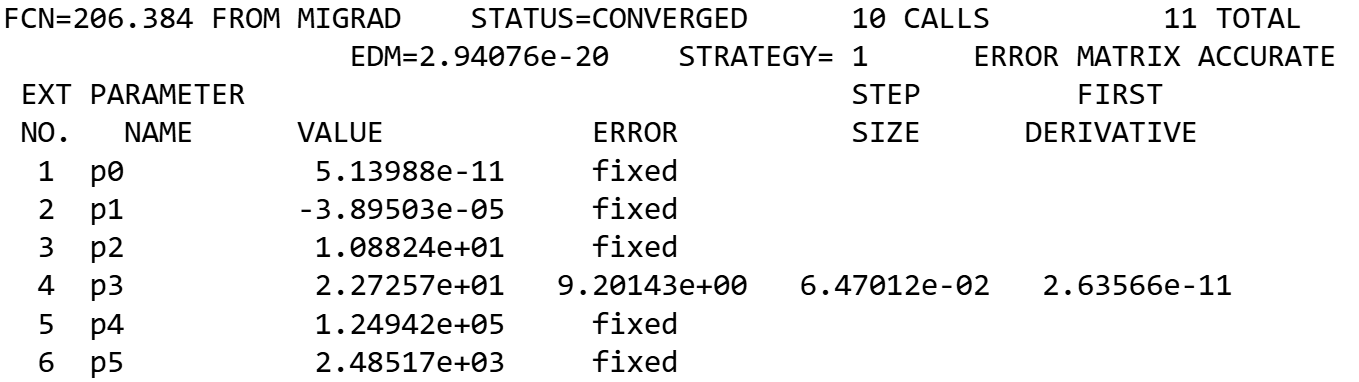 FCN=206.384 FROM MIGRAD    STATUS=CONVERGED      10 CALLS          11 TOTAL
                    EDM=2.94076e-20    STRATEGY= 1      ERROR MATRIX ACCURATE
 EXT PARAMETER                                   STEP         FIRST
 NO.   NAME      VALUE            ERROR          SIZE      DERIVATIVE
  1  p0           5.13988e-11     fixed
  2  p1          -3.89503e-05     fixed
  3  p2           1.08824e+01     fixed
  4  p3           2.27257e+01   9.20143e+00   6.47012e-02   2.63566e-11
  5  p4           1.24942e+05     fixed
  6  p5           2.48517e+03     fixed